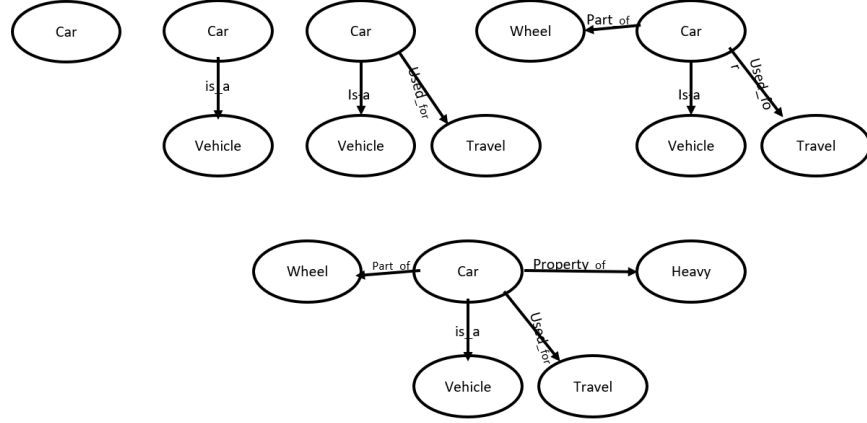 Car
Car
is_a
Vehicle
Car
Is-a
Used_for
Vehicle
Travel
Wheel
Part_of
Car
Is-a
Used_fo
r
Vehicle
Travel
Wheel
Part_of
Car
Property_of
Heavy
is_a
Used_for
Vehicle
Travel